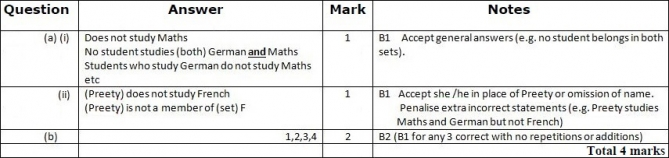 Question Answer Mark Notes
(a) (i) Does not study Maths 1 B1 Accept general answers (e.g. no student belongs in both
No student studies (both) German and Maths sets).
Students who study German do not study Maths
etc
(ii) (Preety) does not study French 1 B1 Accept she /he in place of Preety or omission of name.
(Preety) is not a member of (set) F Penalise extra incorrect statements (e.g. Preety studies
Maths and German but not French)
(b) 1,2,3,4 2 B2 (B1 for any 3 correct with no repetitions or additions)
Total 4 marks